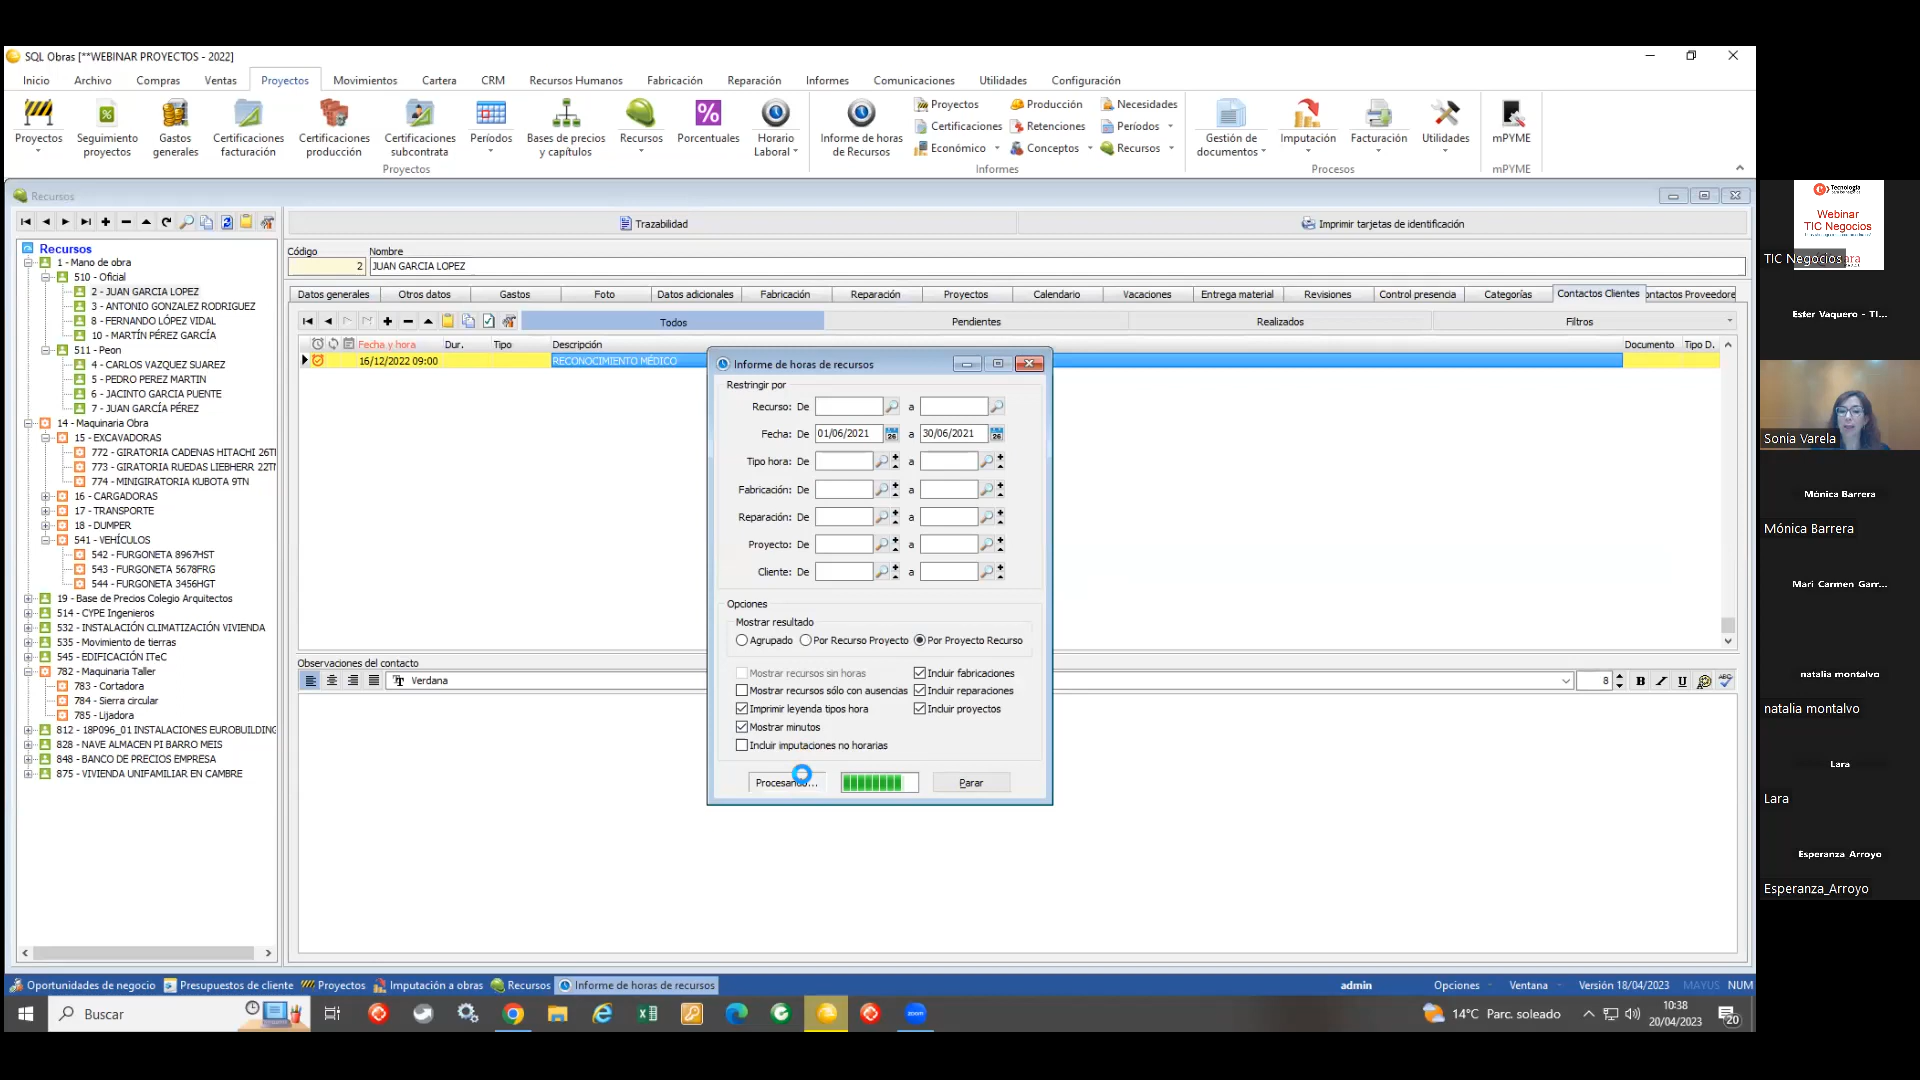 SQL Obras [**WEBINAR PROYECTOS - 2022]
Inicio Archivo Compras Ventas Proyectos Movimientos Cartera CRM Recursos Humanos Fabricación Reparación Informes Comunicaciones Utilidades Configuración
Proyectos
Seguimiento proyectos
Gastos generales
Certificaciones facturación
Certificaciones producción
Certificaciones subcontrata
Períodos
Bases de precios y capítulos
Recursos
Porcentuales
Horario Laboral
Proyectos
Informe de horas de Recursos
Proyectos Producción Necesidades
Certificaciones Retenciones Períodos
Económico Conceptos Recursos
Informes
Gestión de documentos
Imputación
Facturación
Utilidades
Procesos
mPYME
mPYME
Recursos
Trazabilidad
Imprimir tarjetas de identificación
Recursos
1 - Mano de obra
510 - Oficial
2 - JUAN GARCIA LOPEZ
3 - ANTONIO GONZALEZ RODRIGUEZ
8 - FERNANDO LÓPEZ VIDAL
10 - MARTÍN PÉREZ GARCÍA
511 - Peon
4 - CARLOS VAZQUEZ SUAREZ
5 - PEDRO PEREZ MARTIN
6 - JACINTO GARCIA PUENTE
7 - JUAN GARCÍA PÉREZ
14 - Maquinaria Obra
15 - EXCAVADORAS
772 - GIRATORIA CADENAS HITACHI 26TI
773 - GIRATORIA RUEDAS LIEBHERR 22TN
774 - MINIGIRATORIA KUBOTA 9TN
16 - CARGADORAS
17 - TRANSPORTE
18 - DUMPER
541 - VEHÍCULOS
542 - FURGONETA 8967HST
543 - FURGONETA 5678FRG
544 - FURGONETA 3456HGT
19 - Base de Precios Colegio Arquitectos
514 - CYPE Ingenieros
532 - INSTALACIÓN CLIMATIZACIÓN VIVIENDA
535 - Movimiento de tierras
545 - EDIFICACIÓN ITeC
782 - Maquinaria Taller
783 - Cortadora
784 - Sierra circular
785 - Lijadora
812 - 18P096_01 INSTALACIONES EUROBUILDING
828 - NAVE ALMACEN PI BARRO MEIS
848 - BANCO DE PRECIOS EMPRESA
875 - VIVIENDA UNIFAMILIAR EN CAMBRE
Código Nombre
2 JUAN GARCIA LOPEZ
Datos generales Otros datos Gastos Foto Datos adicionales Fabricación Reparación Proyectos Calendario Vacaciones Entrega material Revisiones Control presencia Categorías Contactos Clientes ontactos Proveedore
Todos Pendientes Realizados Filtros
Fecha y hora Dur. Tipo Descripción Documento Tipo D.
16/12/2022 09:00 RECONOCIMIENTO MÉDICO
Observaciones del contacto
Verdana 8 B U
Informe de horas de recursos
Restringir por
Recurso: De a
Fecha: De 01/06/2021 a 30/06/2021
Tipo hora: De a
Fabricación: De a
Reparación: De a
Proyecto: De a
Cliente: De a
Opciones
Mostrar resultado
Agrupado Por Recurso Proyecto Por Proyecto Recurso
Mostrar recursos sin horas Incluir fabricaciones
Mostrar recursos sólo con ausencias Incluir reparaciones
Imprimir leyenda tipos hora Incluir proyectos
Mostrar minutos
Incluir imputaciones no horarias
Procesando... Parar
Oportunidades de negocio Presupuestos de cliente Proyectos Imputación a obras Recursos Informe de horas de recursos admin Opciones Ventana Versión 18/04/2023 MAYUS NUM
Buscar
14°C Parc. soleado
10:38
20/04/2023
20
Tecnología
Webinar
TIC Negocios
TIC Negocios
Ester Vaquero - TI...
Sonia Varela
Mónica Barrera
Mónica Barrera
Mari Carmen Garr...
natalia montalvo
natalia montalvo
Lara
Lara
Esperanza Arroyo
Esperanza_Arroyo